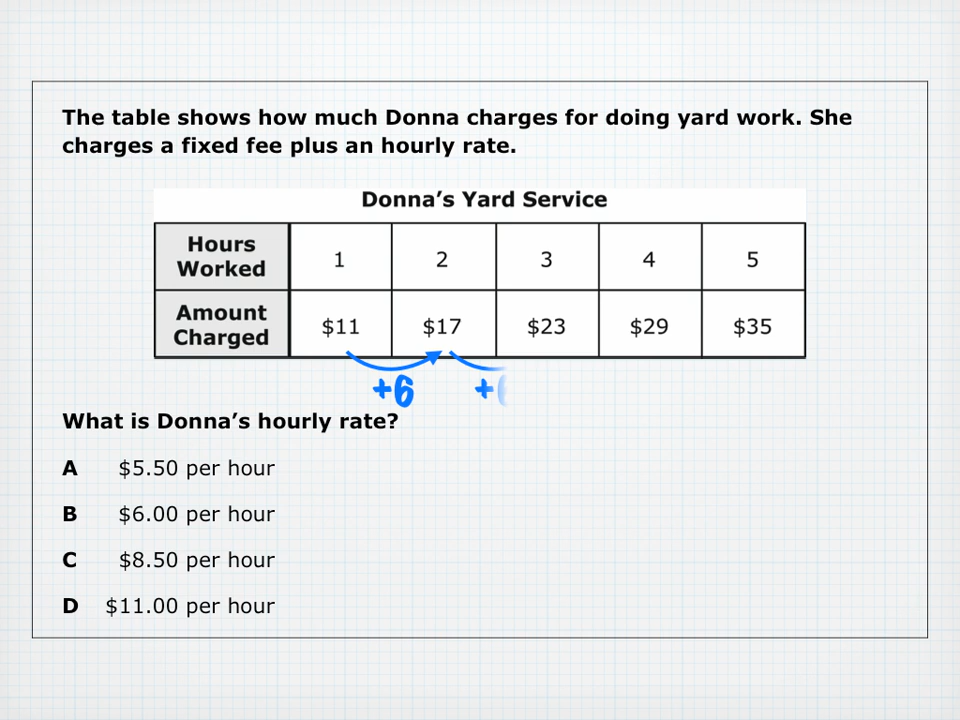 The table shows how much Donna charges for doing yard work. She
charges a fixed fee plus an hourly rate.
Donna's Yard Service
Hours Worked 1 2 3 4 5
Amount Charged $11 $17 $23 $29 $35
+6
What is Donna's hourly rate?
A $5.50 per hour
B $6.00 per hour
C $8.50 per hour
D $11.00 per hour